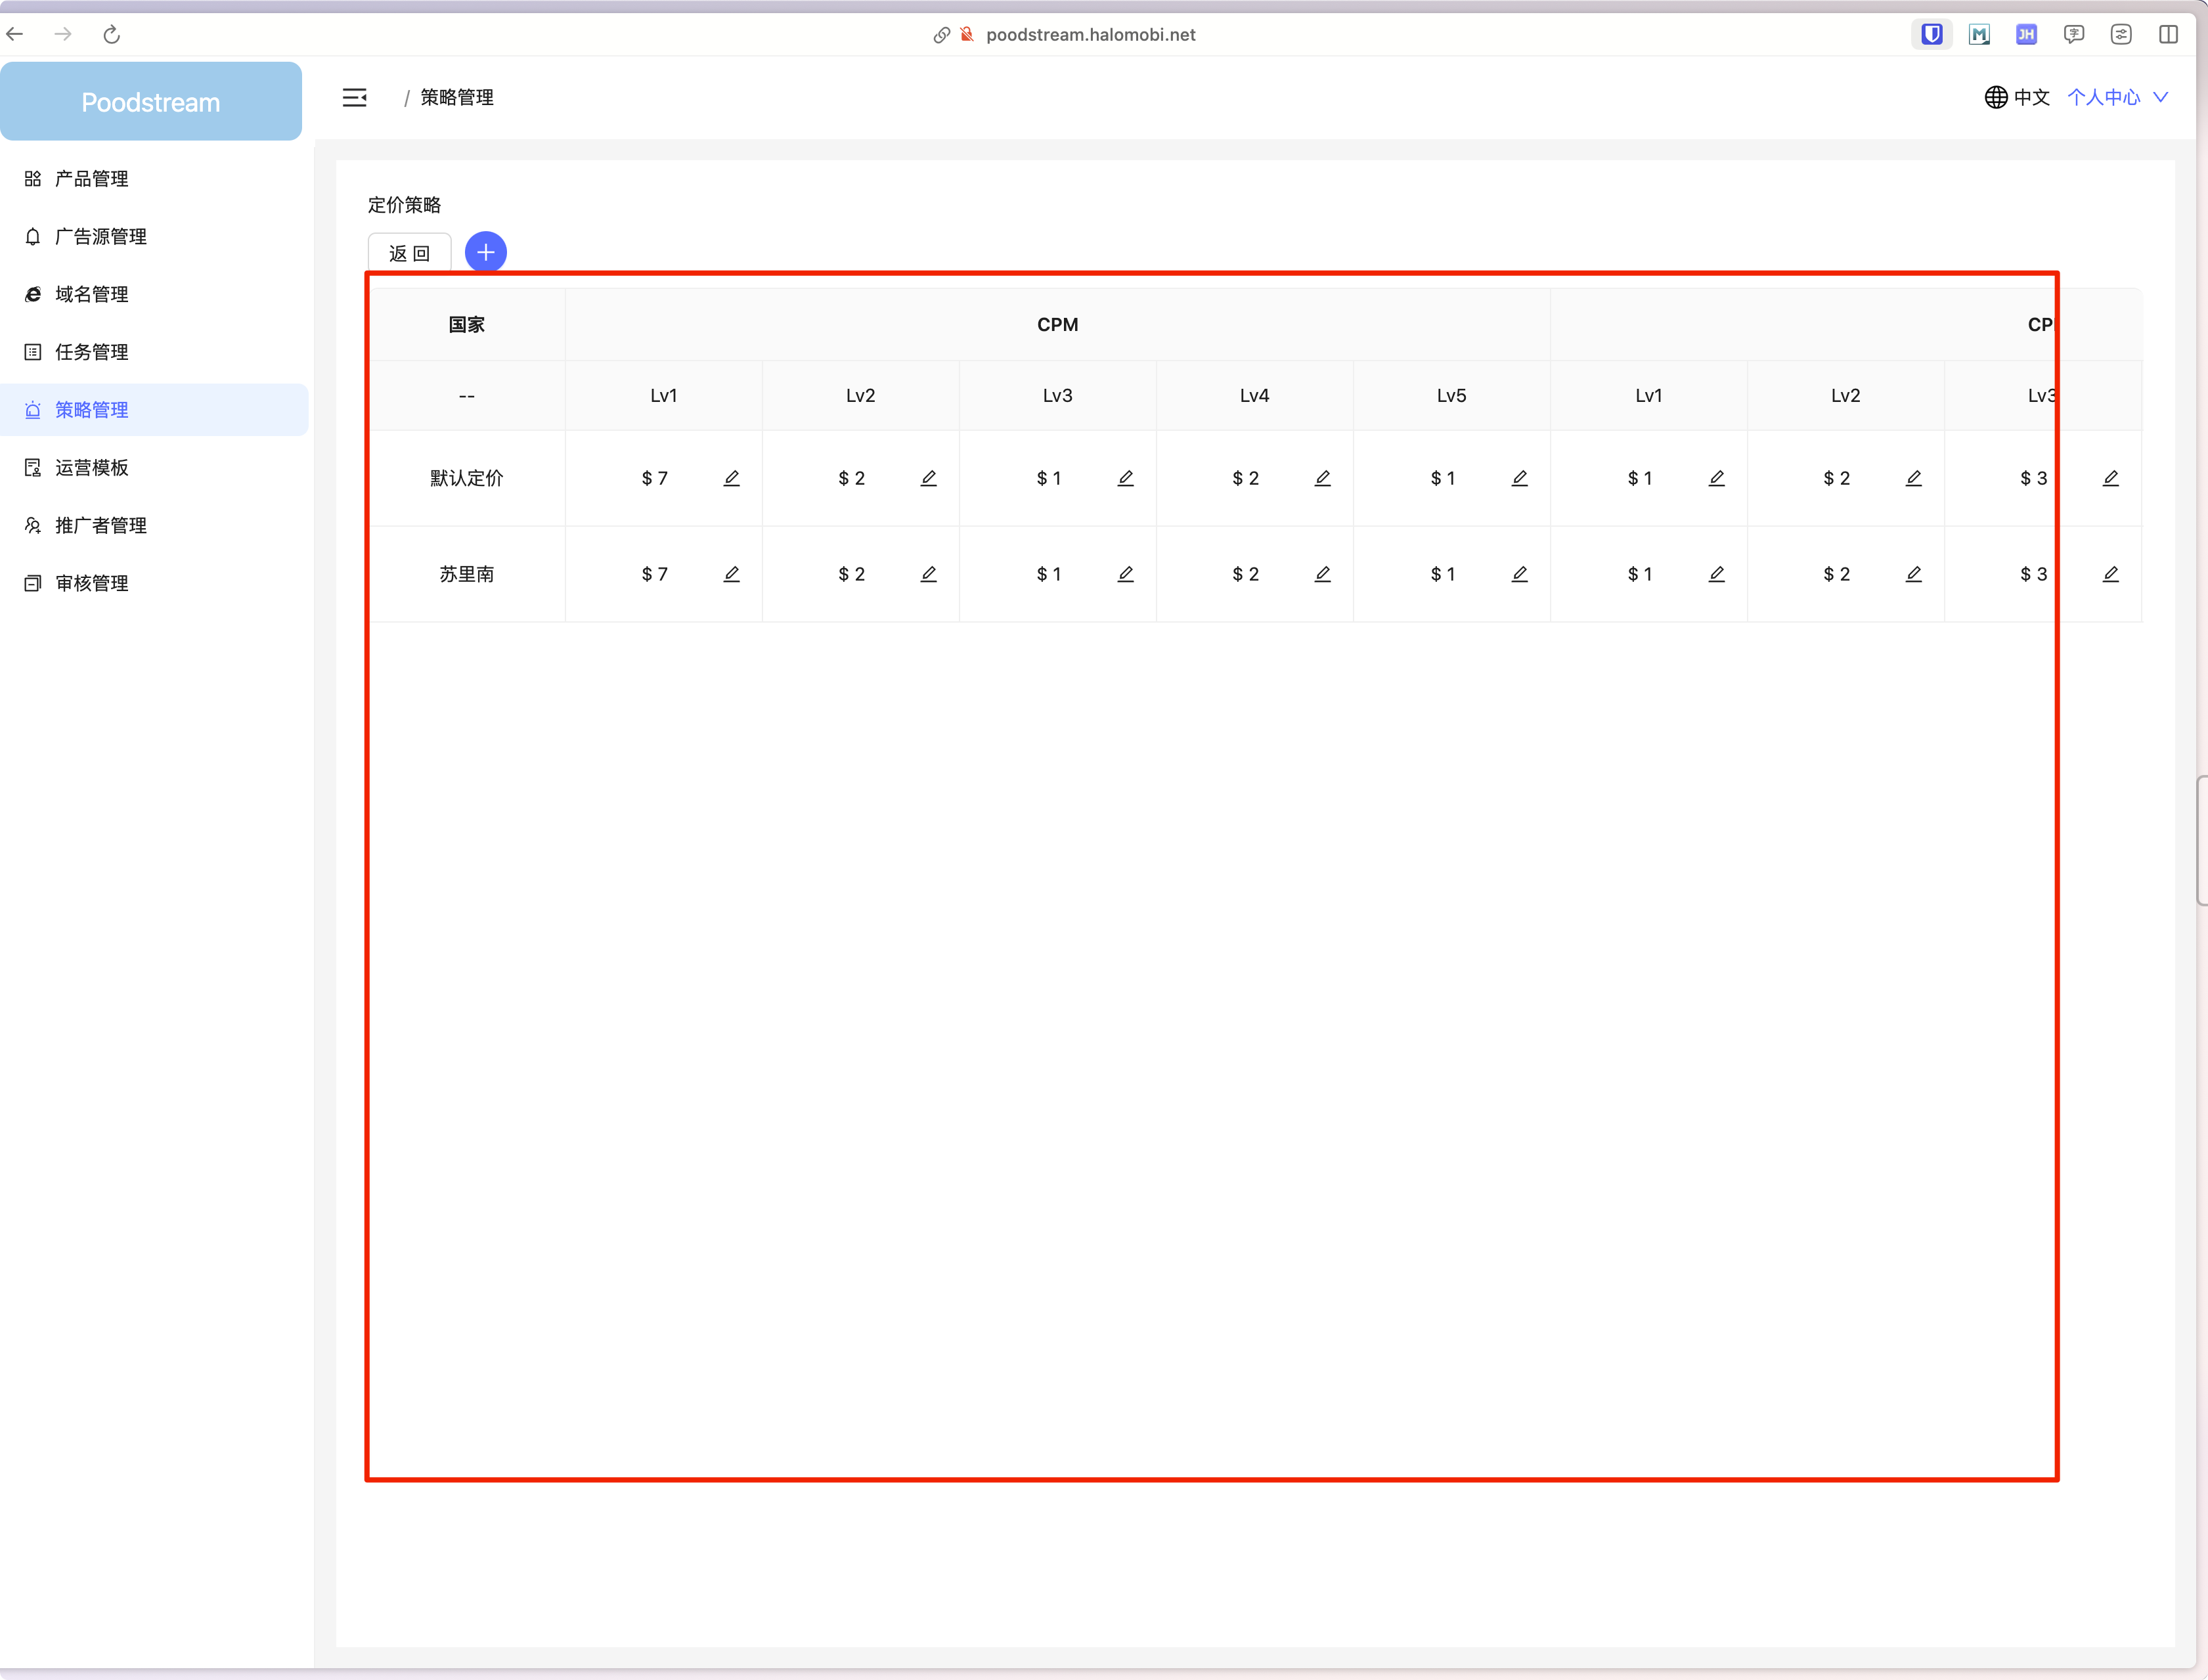 poodstream.halomobi.net
Poodstream
/ 策略管理
中文 个人中心
产品管理
广告源管理
域名管理
任务管理
策略管理
运营模板
推广者管理
审核管理
定价策略
返 回
国家 CPM
-- Lv1 Lv2 Lv3 Lv4 Lv5 Lv1 Lv2 Lv3
默认定价 $ 7 $ 2 $ 1 $ 2 $ 1 $ 1 $ 2 $ 3
苏里南 $ 7 $ 2 $ 1 $ 2 $ 1 $ 1 $ 2 $ 3